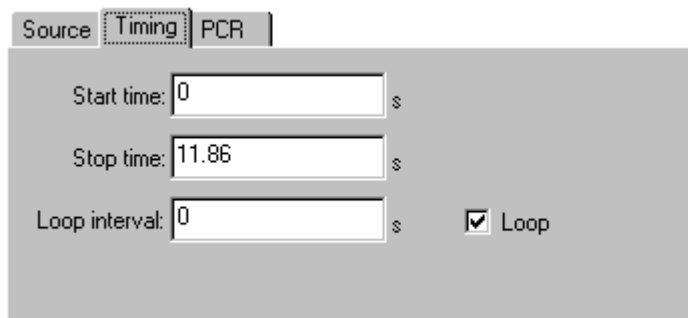 Source Timing PCR
Start time: 0 s
Stop time: 11.86 s
Loop interval: 0 s Loop